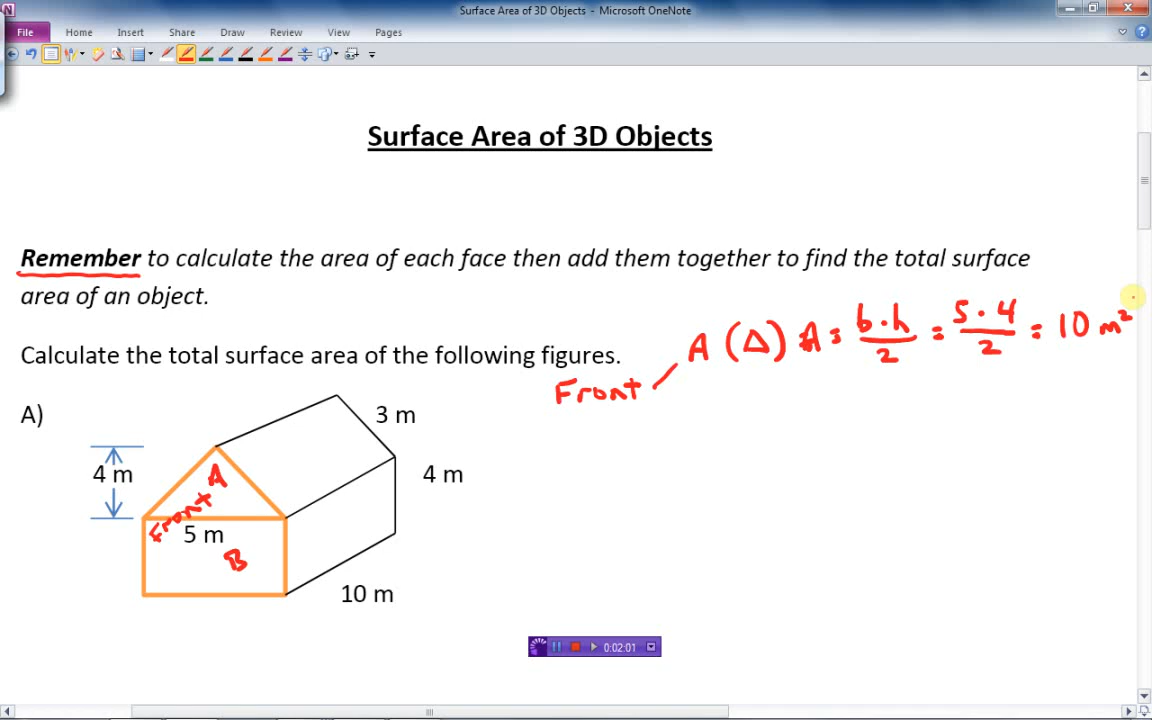 Surface Area of 3D Objects - Microsoft OneNote
File Home Insert Share Draw Review View Pages
Surface Area of 3D Objects
Remember to calculate the area of each face then add them together to find the total surface
area of an object.
Calculate the total surface area of the following figures.
A (Δ) A = b·h/2 = 5·4/2 = 10 m²
Front
A)
3 m
4 m
A
4 m
Front
5 m
B
10 m
0:02:01